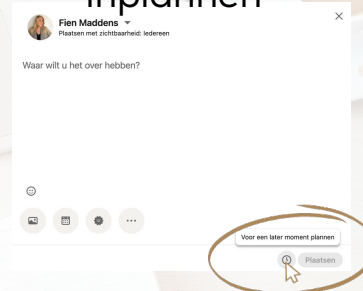 inplannen
Fien Maddens
Plaatsen met zichtbaarheid: Iedereen
Waar wilt u het over hebben?
Voor een later moment plannen
Plaatsen